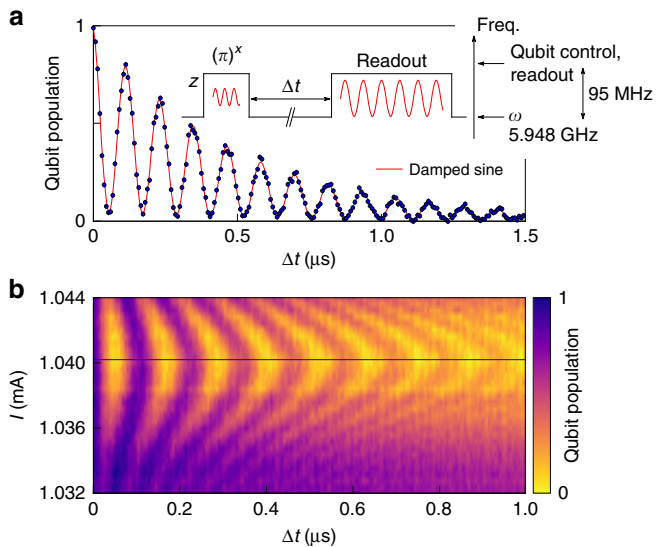 a
1
0
Qubit population
0
0.5
1.0
1.5
Δt (μs)
(π)ˣ
z
Δt
Readout
Freq.
Qubit control,
readout
95 MHz
ω
5.948 GHz
Damped sine
b
1.044
1.040
1.036
1.032
I (mA)
0
0.2
0.4
0.6
0.8
1.0
Δt (μs)
1
0
Qubit population